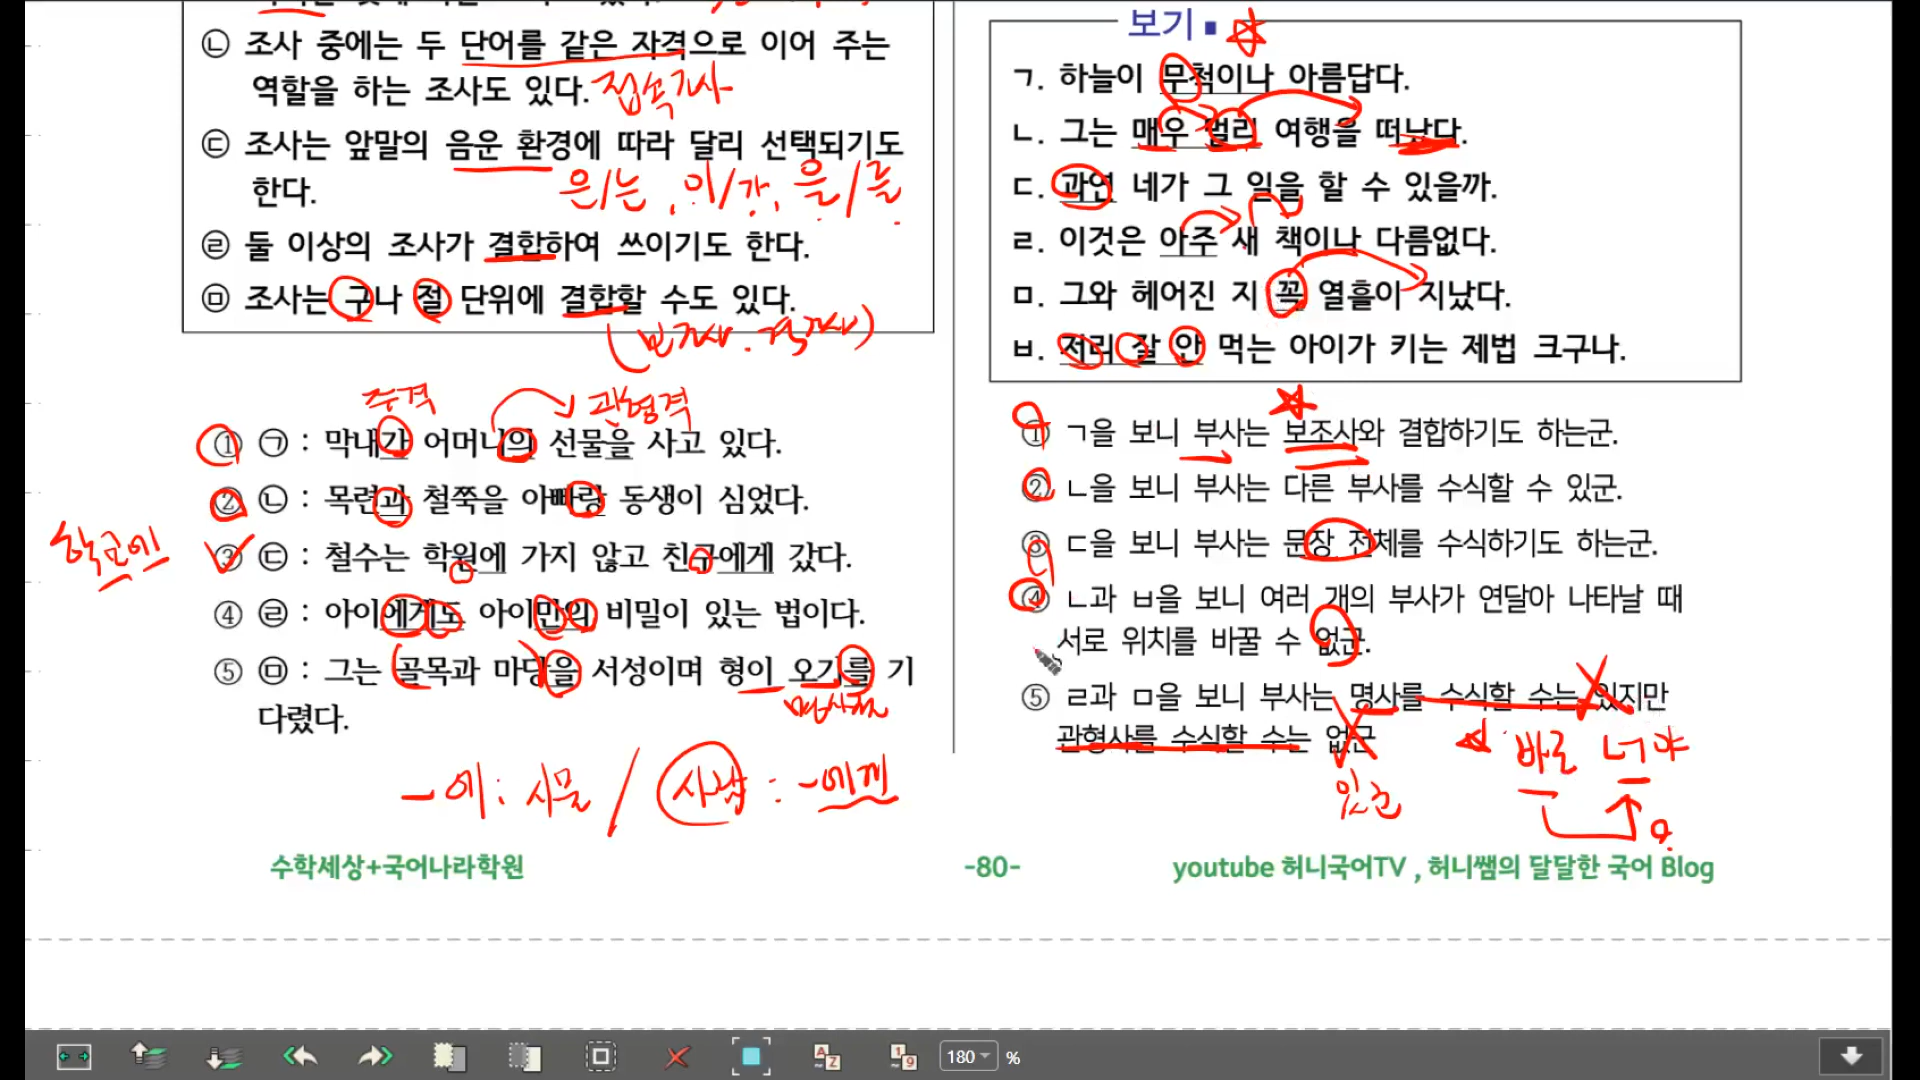 ㉡ 조사 중에는 두 단어를 같은 자격으로 이어 주는
역할을 하는 조사도 있다. 접속조사
㉢ 조사는 앞말의 음운 환경에 따라 달리 선택되기도
한다. 은/는, 이/가, 을/를
㉣ 둘 이상의 조사가 결합하여 쓰이기도 한다.
㉤ 조사는 구나 절 단위에 결합할 수도 있다.
(보조사. 격조사)
주격 관형격
① ㉠ : 막내가 어머니의 선물을 사고 있다.
② ㉡ : 목련과 철쭉을 아빠랑 동생이 심었다.
③ ㉢ : 철수는 학원에 가지 않고 친구에게 갔다.
학교에
④ ㉣ : 아이에게도 아이만의 비밀이 있는 법이다.
⑤ ㉤ : 그는 골목과 마당을 서성이며 형이 오기를 기
다렸다.
명사절
-에 : 사물 / 사람 : -에게
보기
ㄱ. 하늘이 무척이나 아름답다.
ㄴ. 그는 매우 멀리 여행을 떠났다.
ㄷ. 과연 네가 그 일을 할 수 있을까.
ㄹ. 이것은 아주 새 책이나 다름없다.
ㅁ. 그와 헤어진 지 꼭 열흘이 지났다.
ㅂ. 저리 잘 안 먹는 아이가 키는 제법 크구나.
① ㄱ을 보니 부사는 보조사와 결합하기도 하는군.
② ㄴ을 보니 부사는 다른 부사를 수식할 수 있군.
③ ㄷ을 보니 부사는 문장 전체를 수식하기도 하는군.
④ ㄴ과 ㅂ을 보니 여러 개의 부사가 연달아 나타날 때
서로 위치를 바꿀 수 없군.
⑤ ㄹ과 ㅁ을 보니 부사는 명사를 수식할 수는 있지만
관형사를 수식할 수는 없군
바로 너야
있군
수학세상+국어나라학원
-80-
youtube 허니국어TV , 허니쌤의 달달한 국어 Blog
180 %